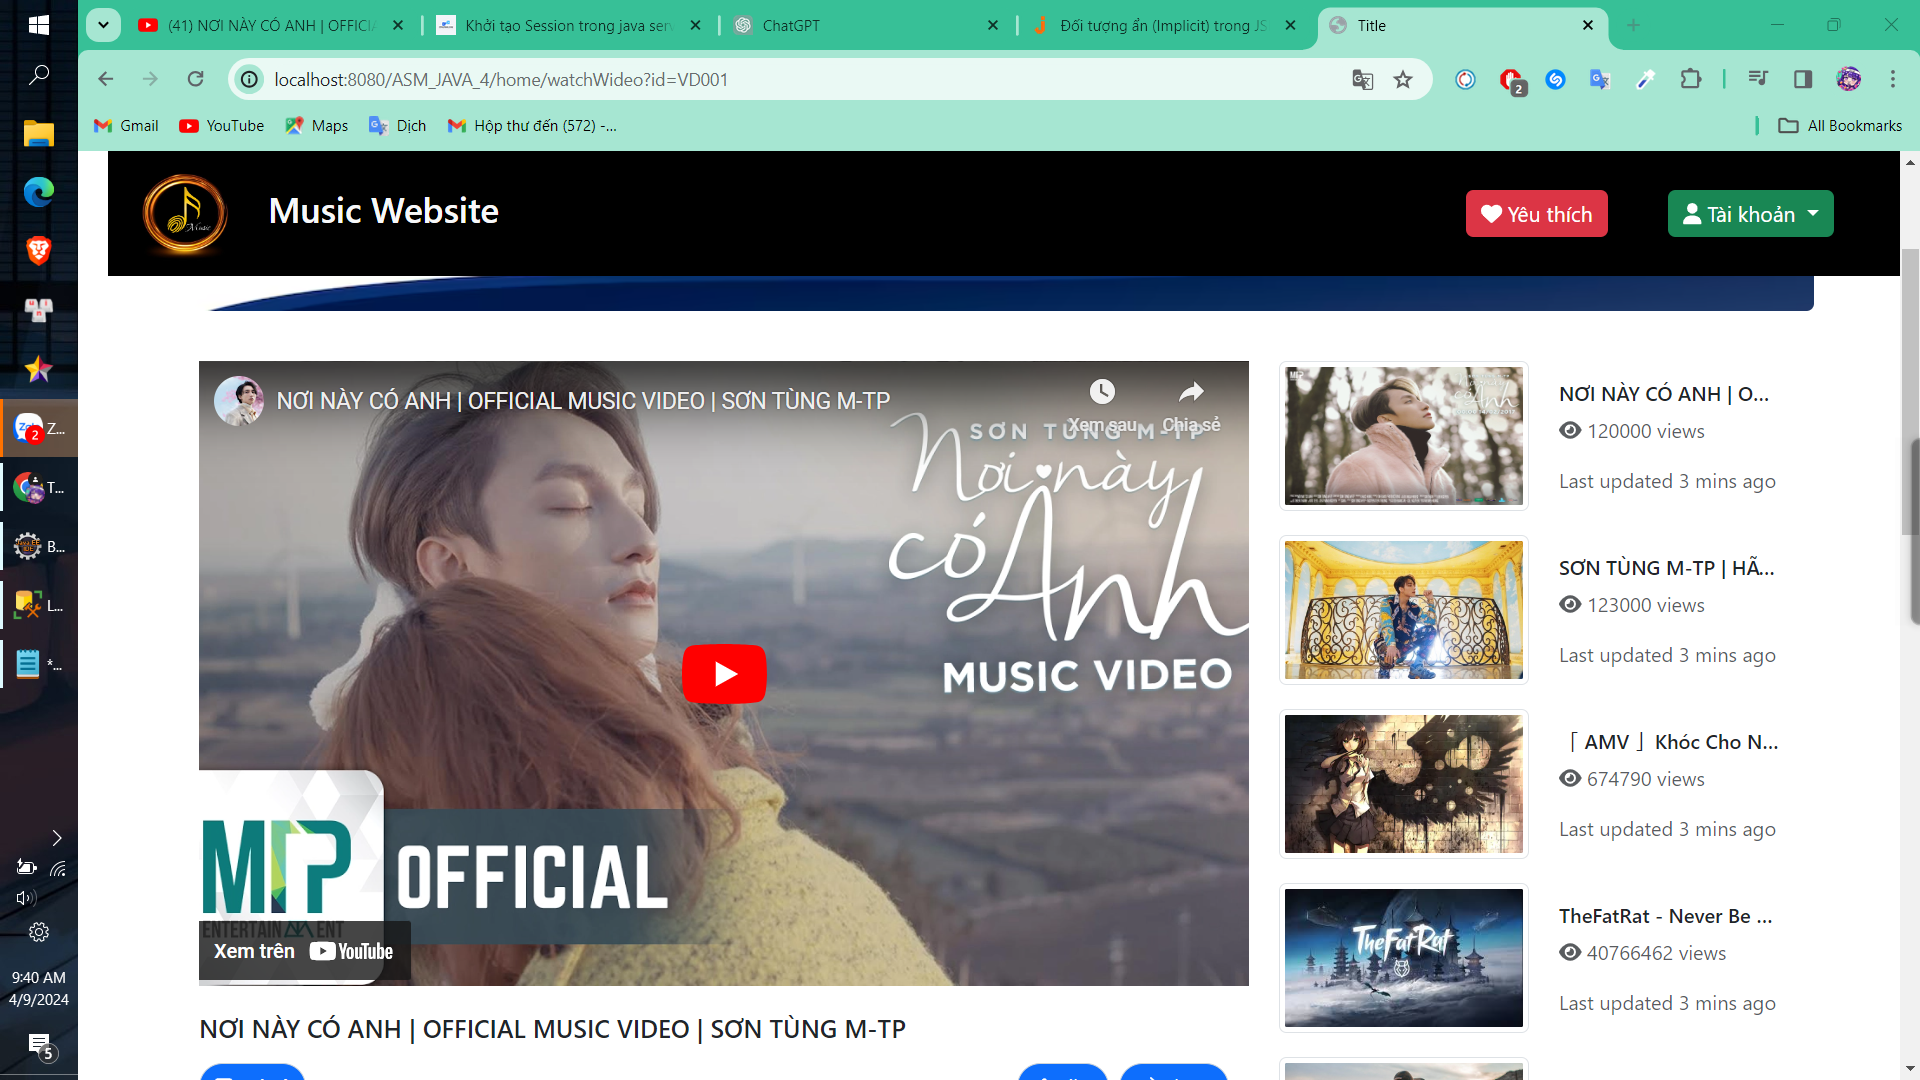 (41) NƠI NÀY CÓ ANH | OFFICIA
Khởi tạo Session trong java serv
ChatGPT
Đối tượng ẩn (Implicit) trong JS
Title
localhost:8080/ASM_JAVA_4/home/watchWideo?id=VD001
2
Gmail
YouTube
Maps
Dịch
Hộp thư đến (572) -...
All Bookmarks
Music
Music Website
Yêu thích
Tài khoản
NƠI NÀY CÓ ANH | OFFICIAL MUSIC VIDEO | SƠN TÙNG M-TP
Xem sau
Chia sẻ
SƠN TÙNG M-TP
Nơi này
có Anh
MUSIC VIDEO
MTP
ENTERTAINMENT
OFFICIAL
Xem trên YouTube
NƠI NÀY CÓ ANH | OFFICIAL MUSIC VIDEO | SƠN TÙNG M-TP
NƠI NÀY CÓ ANH | O...
120000 views
Last updated 3 mins ago
SƠN TÙNG M-TP | HÃ...
123000 views
Last updated 3 mins ago
「 AMV 」 Khóc Cho N...
674790 views
Last updated 3 mins ago
TheFatRat
TheFatRat - Never Be ...
40766462 views
Last updated 3 mins ago
Zalo
2
Z...
T...
B...
L...
*...
9:40 AM
4/9/2024
5